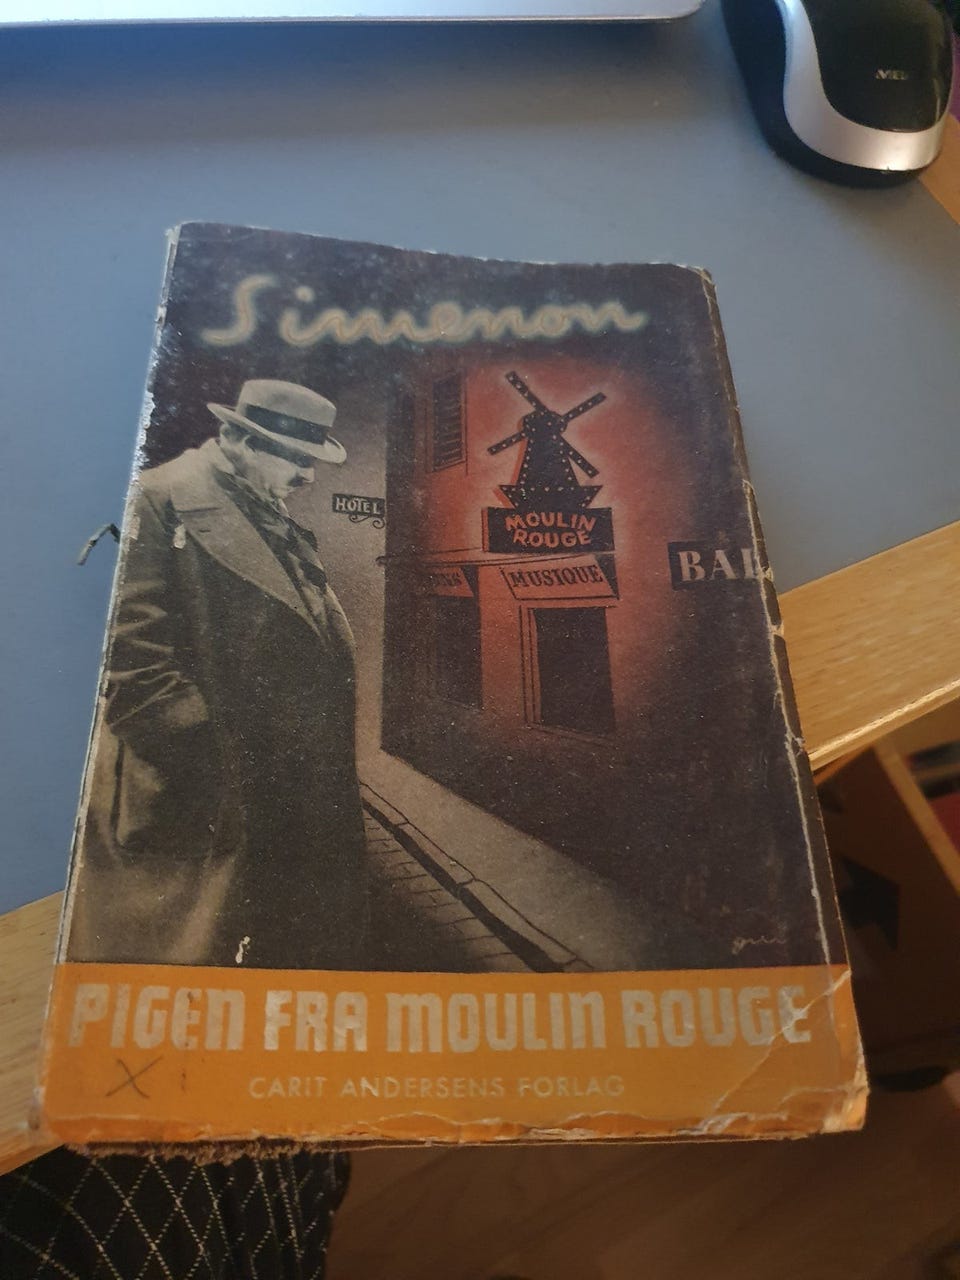 Simenon
HOTEL
MOULIN
ROUGE
MUSIQUE
BAL
PIGEN FRA MOULIN ROUGE
X
CARIT ANDERSENS FORLAG